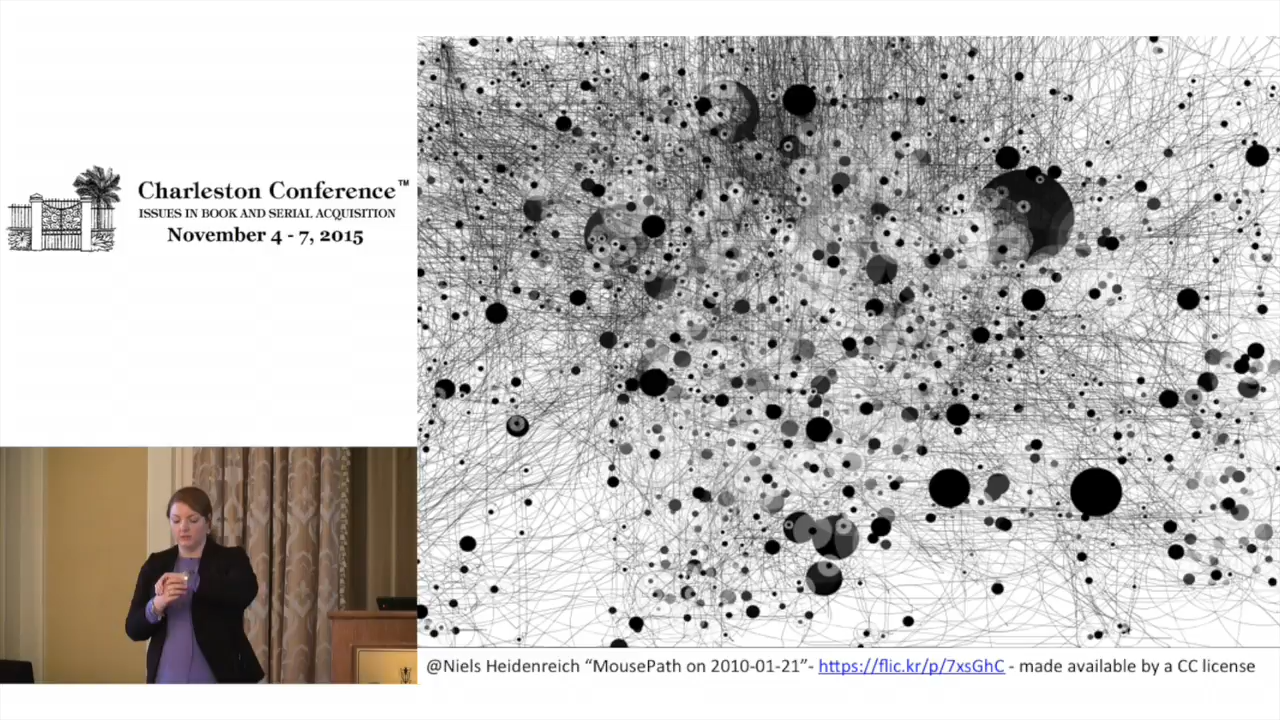 Charleston Conference™
ISSUES IN BOOK AND SERIAL ACQUISITION
November 4 - 7, 2015
@Niels Heidenreich “MousePath on 2010-01-21”- https://flic.kr/p/7xsGhC - made available by a CC license